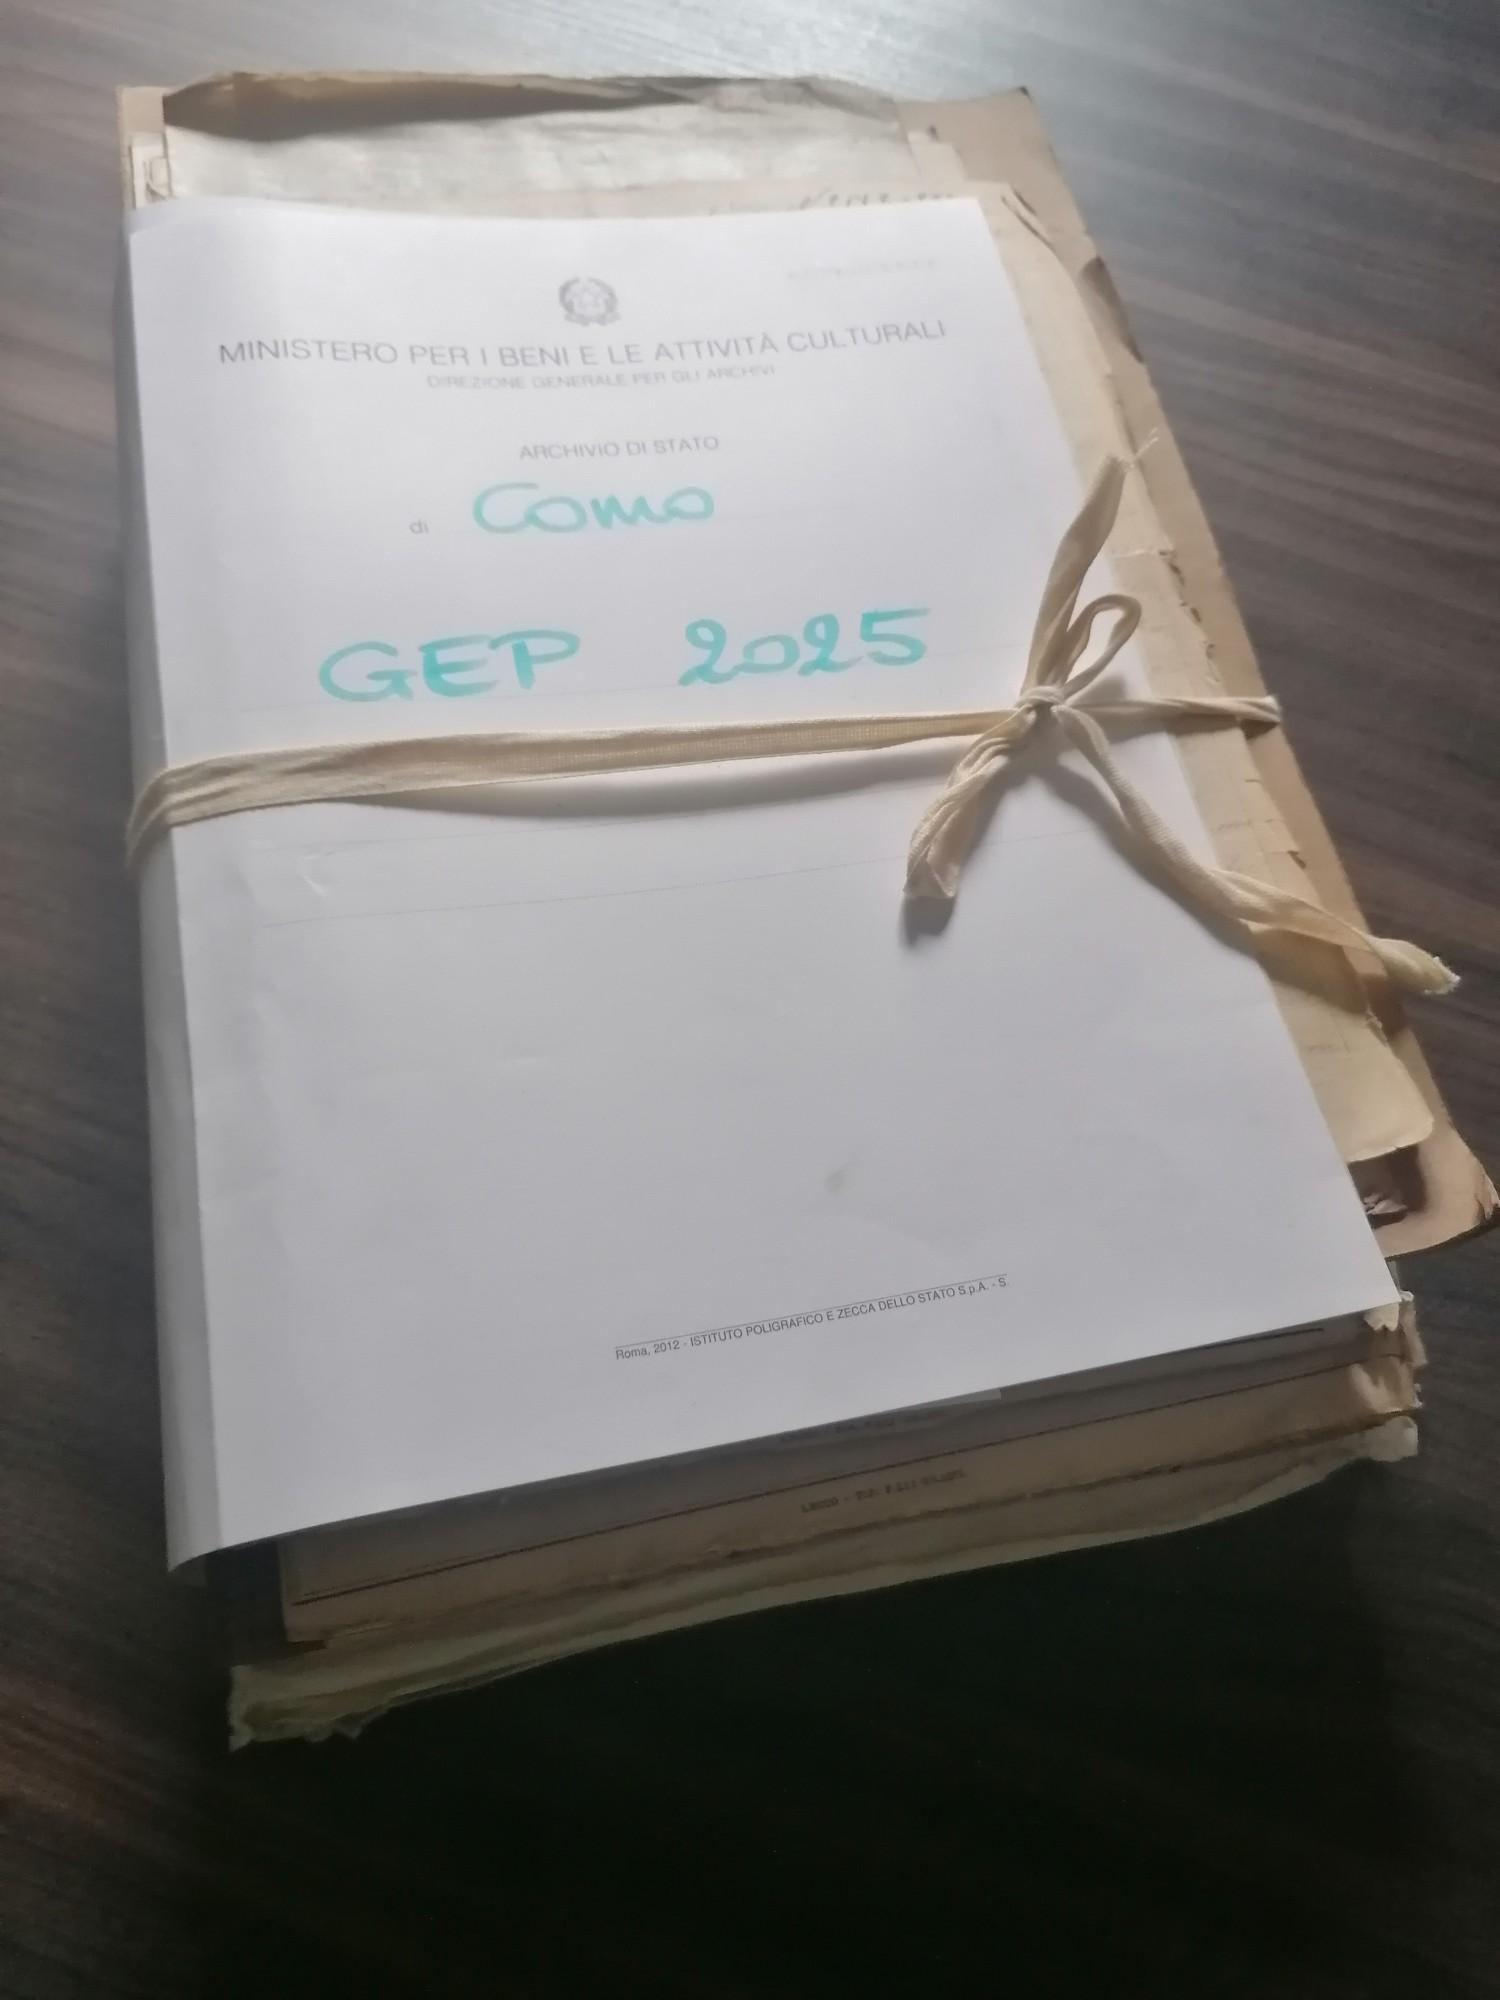 MINISTERO PER I BENI E LE ATTIVITÀ CULTURALI
DIREZIONE GENERALE PER GLI ARCHIVI
ARCHIVIO DI STATO
di Como
GEP 2025
Roma, 2012 - ISTITUTO POLIGRAFICO E ZECCA DELLO STATO S.p.A. - S.